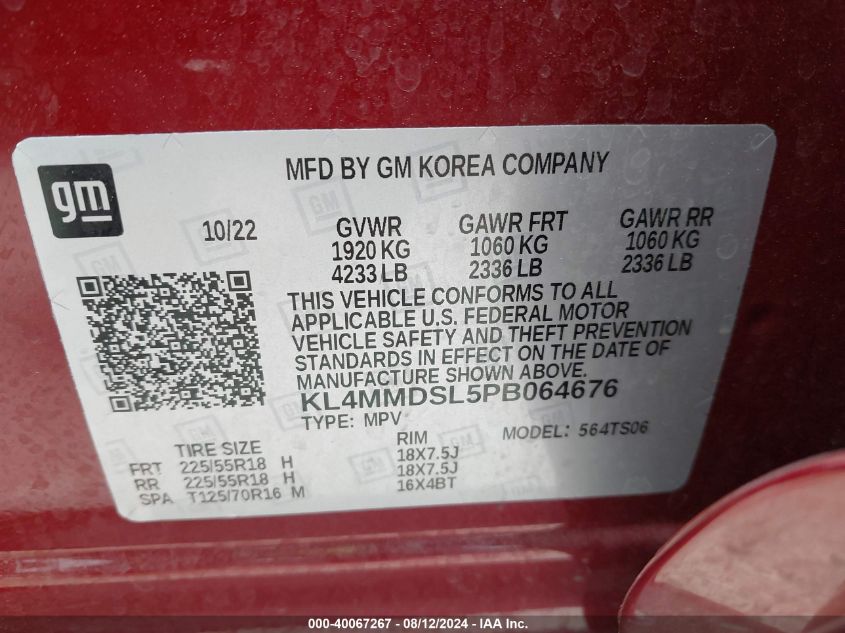 gm
MFD BY GM KOREA COMPANY
10/22
GVWR GAWR FRT GAWR RR
1920 KG 1060 KG 1060 KG
4233 LB 2336 LB 2336 LB
THIS VEHICLE CONFORMS TO ALL
APPLICABLE U.S. FEDERAL MOTOR
VEHICLE SAFETY AND THEFT PREVENTION
STANDARDS IN EFFECT ON THE DATE OF
MANUFACTURE SHOWN ABOVE.
KL4MMDSL5PB064676
TYPE: MPV MODEL: 564TS06
TIRE SIZE RIM
FRT 225/55R18 H 18X7.5J
RR 225/55R18 H 18X7.5J
SPA T125/70R16 M 16X4BT
000-40067267 - 08/12/2024 - IAA Inc.